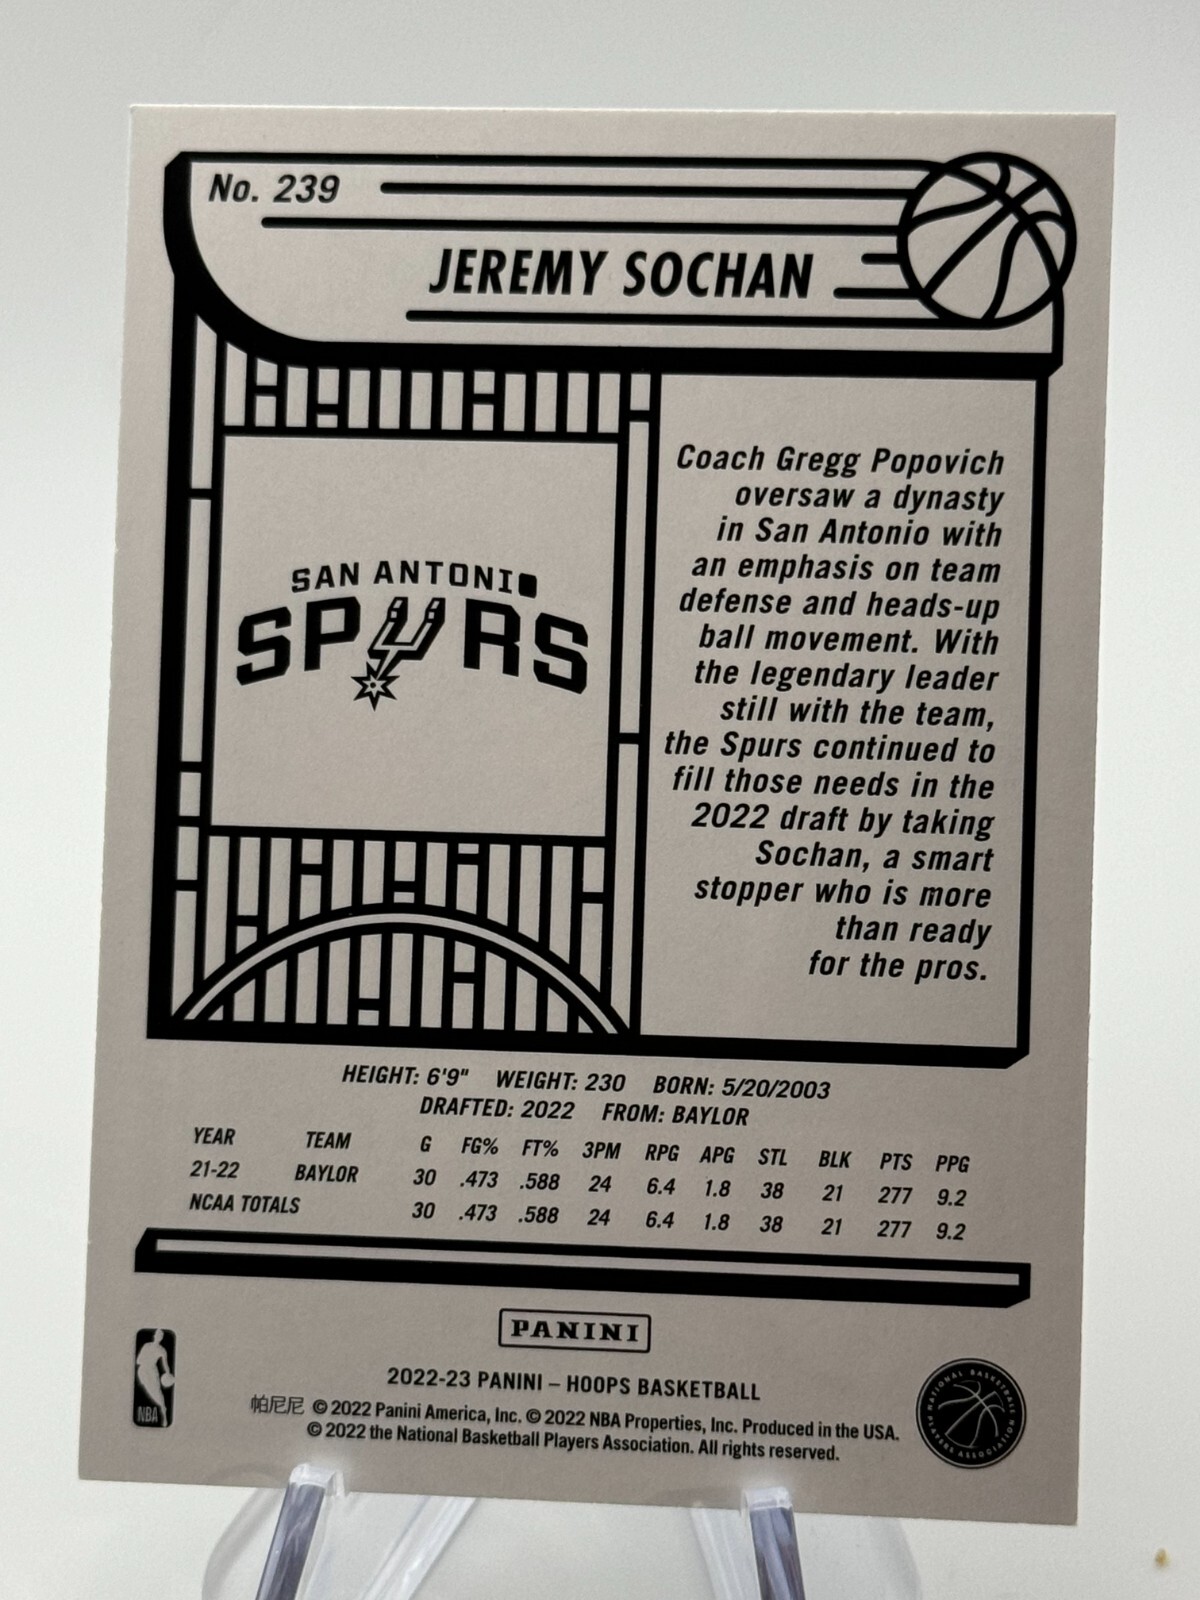 No. 239
JEREMY SOCHAN
SAN ANTONIO
SPURS
Coach Gregg Popovich
oversaw a dynasty
in San Antonio with
an emphasis on team
defense and heads-up
ball movement. With
the legendary leader
still with the team,
the Spurs continued to
fill those needs in the
2022 draft by taking
Sochan, a smart
stopper who is more
than ready
for the pros.
HEIGHT: 6'9" WEIGHT: 230 BORN: 5/20/2003
DRAFTED: 2022 FROM: BAYLOR
YEAR TEAM G FG% FT% 3PM RPG APG STL BLK PTS PPG
21-22 BAYLOR 30 .473 .588 24 6.4 1.8 38 21 277 9.2
NCAA TOTALS 30 .473 .588 24 6.4 1.8 38 21 277 9.2
PANINI
2022-23 PANINI – HOOPS BASKETBALL
帕尼尼 © 2022 Panini America, Inc. © 2022 NBA Properties, Inc. Produced in the USA.
© 2022 the National Basketball Players Association. All rights reserved.
NBA
NATIONAL BASKETBALL
PLAYERS ASSOCIATION